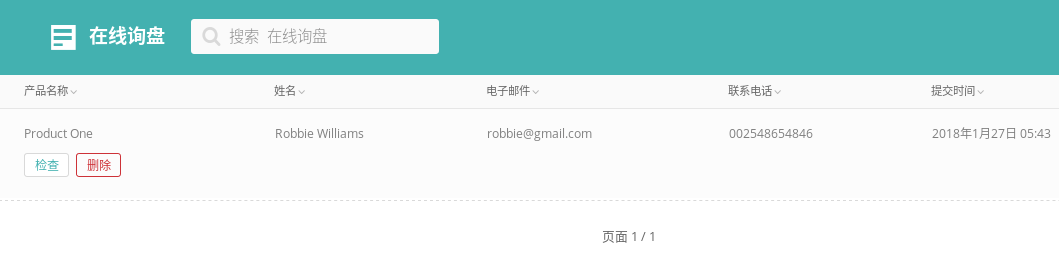 在线询盘
搜索 在线询盘
产品名称 姓名 电子邮件 联系电话 提交时间
Product One Robbie Williams robbie@gmail.com 002548654846 2018年1月27日 05:43
检查 删除
页面 1 / 1